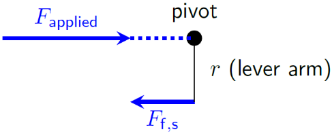 pivot
F_applied
r (lever arm)
F_f,s